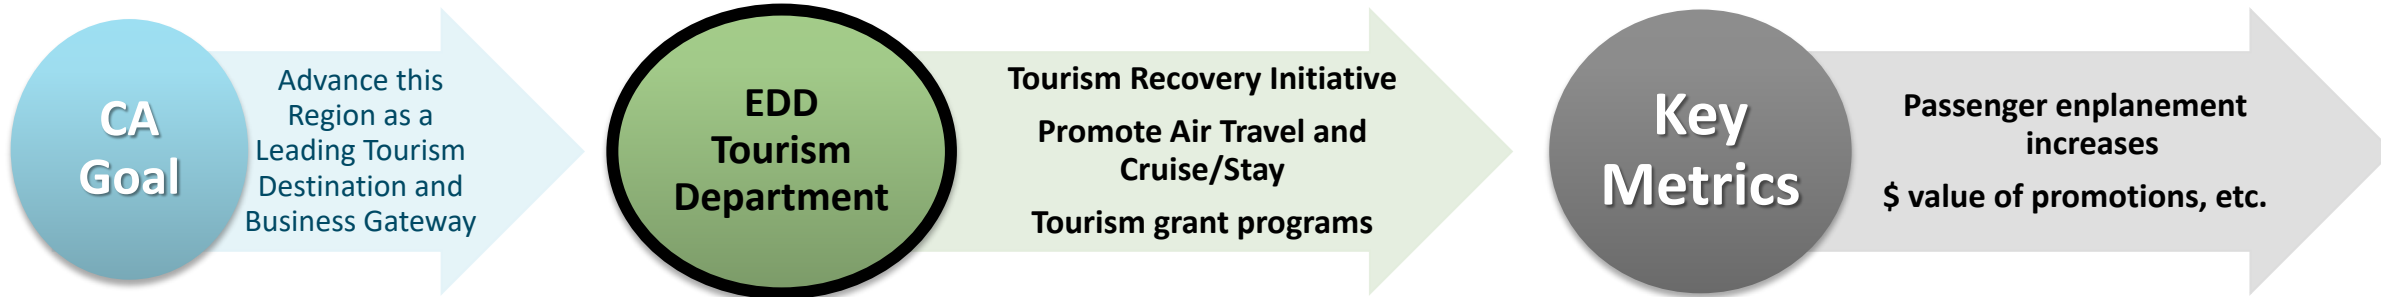 CA
Goal
Advance this
Region as a
Leading Tourism
Destination and
Business Gateway
EDD
Tourism
Department
Tourism Recovery Initiative
Promote Air Travel and
Cruise/Stay
Tourism grant programs
Key
Metrics
Passenger enplanement
increases
$ value of promotions, etc.